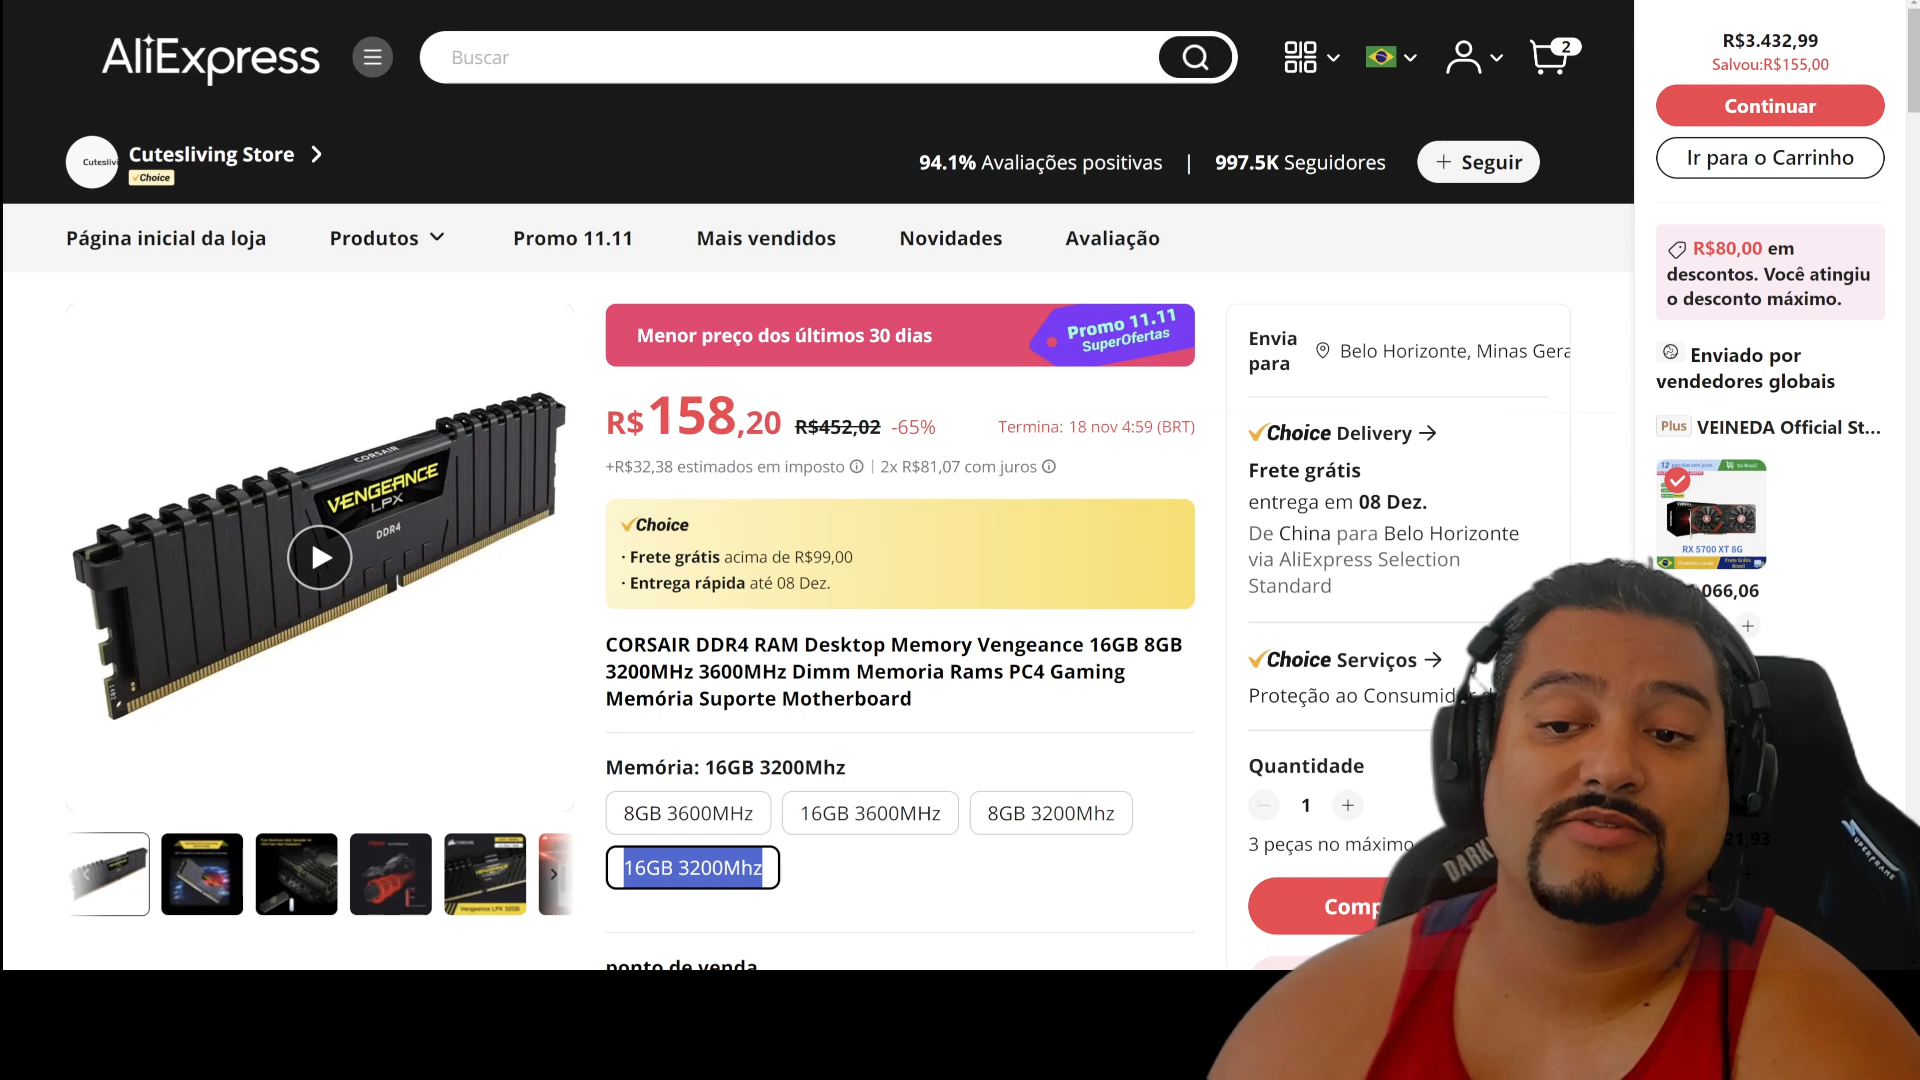 AliExpress
Buscar
2
Cutesliving Store
Choice
94.1% Avaliações positivas | 997.5K Seguidores
+ Seguir
Página inicial da loja
Produtos
Promo 11.11
Mais vendidos
Novidades
Avaliação
CORSAIR
VENGEANCE
LPX
DDR4
Menor preço dos últimos 30 dias
Promo 11.11
SuperOfertas
R$158,20 R$452,02 -65%
Termina: 18 nov 4:59 (BRT)
+R$32,38 estimados em imposto | 2x R$81,07 com juros
Choice
· Frete grátis acima de R$99,00
· Entrega rápida até 08 Dez.
CORSAIR DDR4 RAM Desktop Memory Vengeance 16GB 8GB
3200MHz 3600MHz Dimm Memoria Rams PC4 Gaming
Memória Suporte Motherboard
Memória: 16GB 3200Mhz
8GB 3600MHz
16GB 3600MHz
8GB 3200Mhz
16GB 3200Mhz
ponto de venda
Envia
para
Belo Horizonte, Minas Gera
Choice Delivery
Frete grátis
entrega em 08 Dez.
De China para Belo Horizonte
via AliExpress Selection
Standard
Choice Serviços
Proteção ao Consumidor d
Quantidade
1
3 peças no máximo
Comp
R$3.432,99
Salvou:R$155,00
Continuar
Ir para o Carrinho
R$80,00 em
descontos. Você atingiu
o desconto máximo.
Enviado por
vendedores globais
Plus VEINEDA Official St...
RX 5700 XT 8G
066,06
21,93
DARK
SUPERFRAME